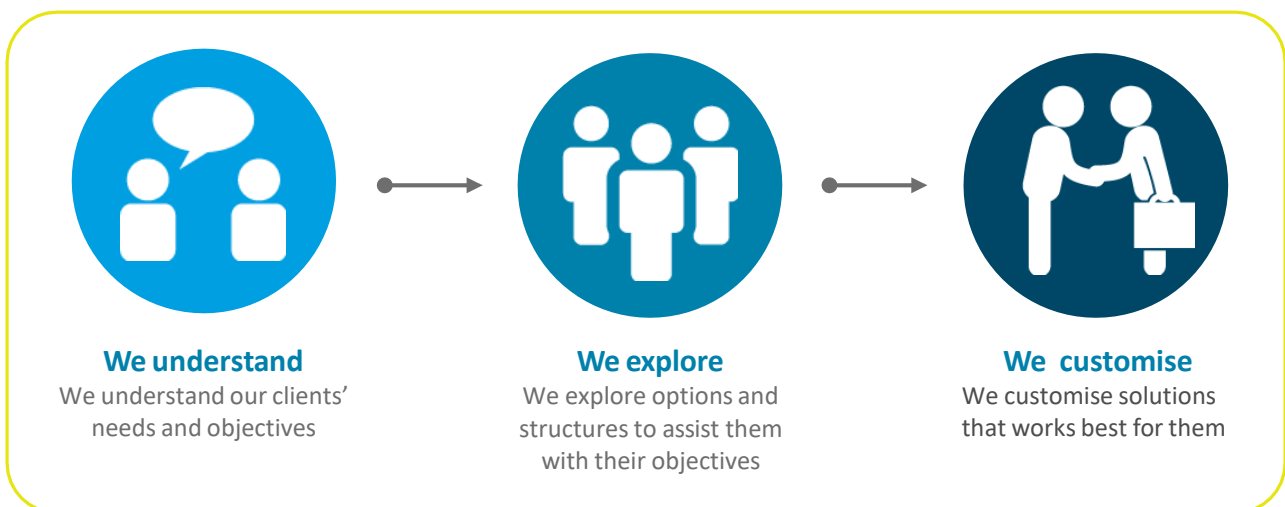 We understand
We understand our clients’
needs and objectives
We explore
We explore options and
structures to assist them
with their objectives
We customise
We customise solutions
that works best for them